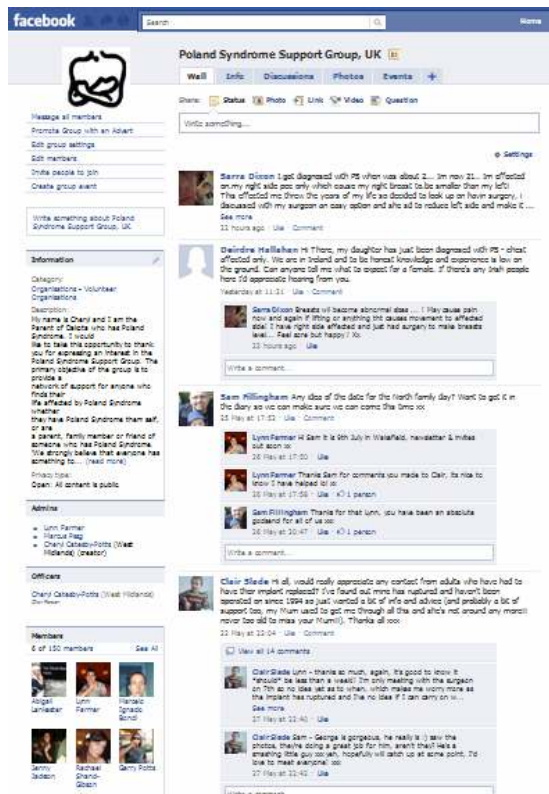 facebook
Search
Home
Poland Syndrome Support Group, UK
Wall Info Discussions Photos Events +
Share: Status Photo Link Video Question
Write something...
Settings
Message all members
Promote Group with an Advert
Edit group settings
Edit members
Invite people to join
Create group event
Write something about Poland
Syndrome Support Group, UK
Information
Category:
Organisations - Volunteer
Organisations
Description:
My name is Cheryl and I am the
Parent of Dakota who has Poland
Syndrome. I would
like to take this opportunity to thank
you for expressing an interest in the
Poland Syndrome Support Group. The
primary objective of the group is to
provide a
network of support for anyone who
finds their
life affected by Poland Syndrome
whether
they have Poland Syndrome them self,
or are
a parent, family member or friend of
someone who has Poland Syndrome.
"We strongly believe that everyone has
something to... (read more)
Privacy type:
Open: All content is public
Admins
Lynn Farmer
Marcus Pegg
Cheryl Catesby-Potts (West
Midlands) (creator)
Officers
Cheryl Catesby-Potts (West Midlands)
Members
6 of 150 members See All
Abigail
Lankester
Lynn
Farmer
Marcelo
Ignacio
Bondi
Jenny
Jackson
Rachael
Shand-
Gibson
Gerry Potts
Sarra Dixon I got diagnosed with PS when was about 2... Im now 21.. Im effected
on my right side pec only which cause my right breast to be smaller than my left!
This effected me threw the years of my life so decided to look up on havin surgery, i
discussed with my surgeon an easy option and she sd to reduce left side and make it ...
See more
22 hours ago · Like · Comment
Deirdre Hallahan Hi There, my daughter has just been diagnosed with PS - chest
affected only. We are in Ireland and to be honest knowledge and experience is low on
the ground. Can anyone tell me what to expect for a female. If there's any Irish people
here I'd appreciate hearing from you.
Yesterday at 11:21 · Like · Comment
Sarra Dixon Breasts will become abnormal sizes ... ! May cause pain
now and again if lifting or anything tht causes movement to affected
side! I have right side affected and just had surgery to make breasts
level... Feel sore but happy! Xx
22 hours ago · Like
Write a comment...
Sam Fillingham Any idea of the date for the North family day? Want to get it in
the diary so we can make sure we can come this time xx
25 May at 17:52 · Like · Comment
Lynn Farmer Hi Sam it is 9th July in Wakefield, newsletter & invites
out soon xx
26 May at 17:00 · Like
Lynn Farmer Thanks Sam for comments you made to Clair, its nice to
know I have helped lol xx
26 May at 17:58 · Like · 1 person
Sam Fillingham Thanks for that lynn, you have been an absolute
godsend for all of us xxx
26 May at 20:47 · Like · 1 person
Write a comment...
Clair Slade Hi all, would really appreciate any contact from adults who have had to
have their implant replaced? I've found out mine has ruptured and haven't been
operated on since 1994 so just wanted a bit of info and advice (and probably a bit of
support too, my Mum used to get me through all this and she's not around any more!!
never too old to miss your Mum!!). Thanks all xxx
22 May at 22:04 · Like · Comment
View all 14 comments
Clair Slade Lynn - thanks so much, again, it's good to know it
*should* be less than a week!! I'm only meeting with the surgeon
on 7th so no idea yet as to when, which makes me worry more as
the implant has ruptured and I've no idea if I can carry on w...
See more
27 May at 22:40 · Like
Clair Slade Sam - George is gorgeous, he really is :) saw the
photos, they're doing a great job for him, aren't they! He's a
smashing little guy xx yeh, hopefully will catch up at some point, I'd
love to meet everyone! xx
27 May at 22:42 · Like
Write a comment...